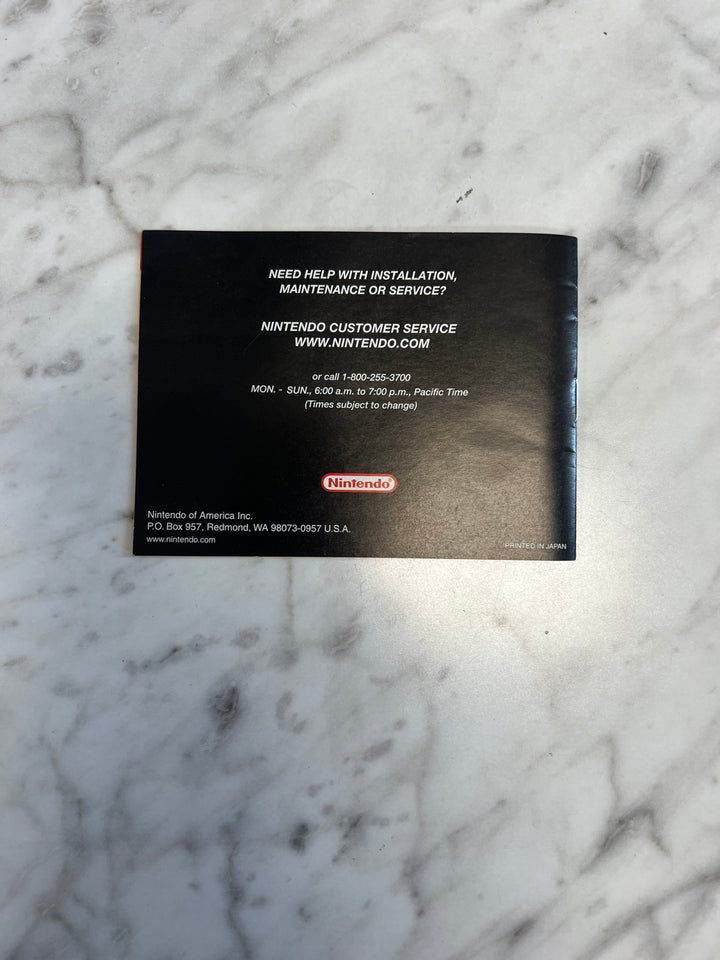 NEED HELP WITH INSTALLATION,
MAINTENANCE OR SERVICE?
NINTENDO CUSTOMER SERVICE
WWW.NINTENDO.COM
or call 1-800-255-3700
MON. - SUN., 6:00 a.m. to 7:00 p.m., Pacific Time
(Times subject to change)
Nintendo
Nintendo of America Inc.
P.O. Box 957, Redmond, WA 98073-0957 U.S.A.
www.nintendo.com
PRINTED IN JAPAN